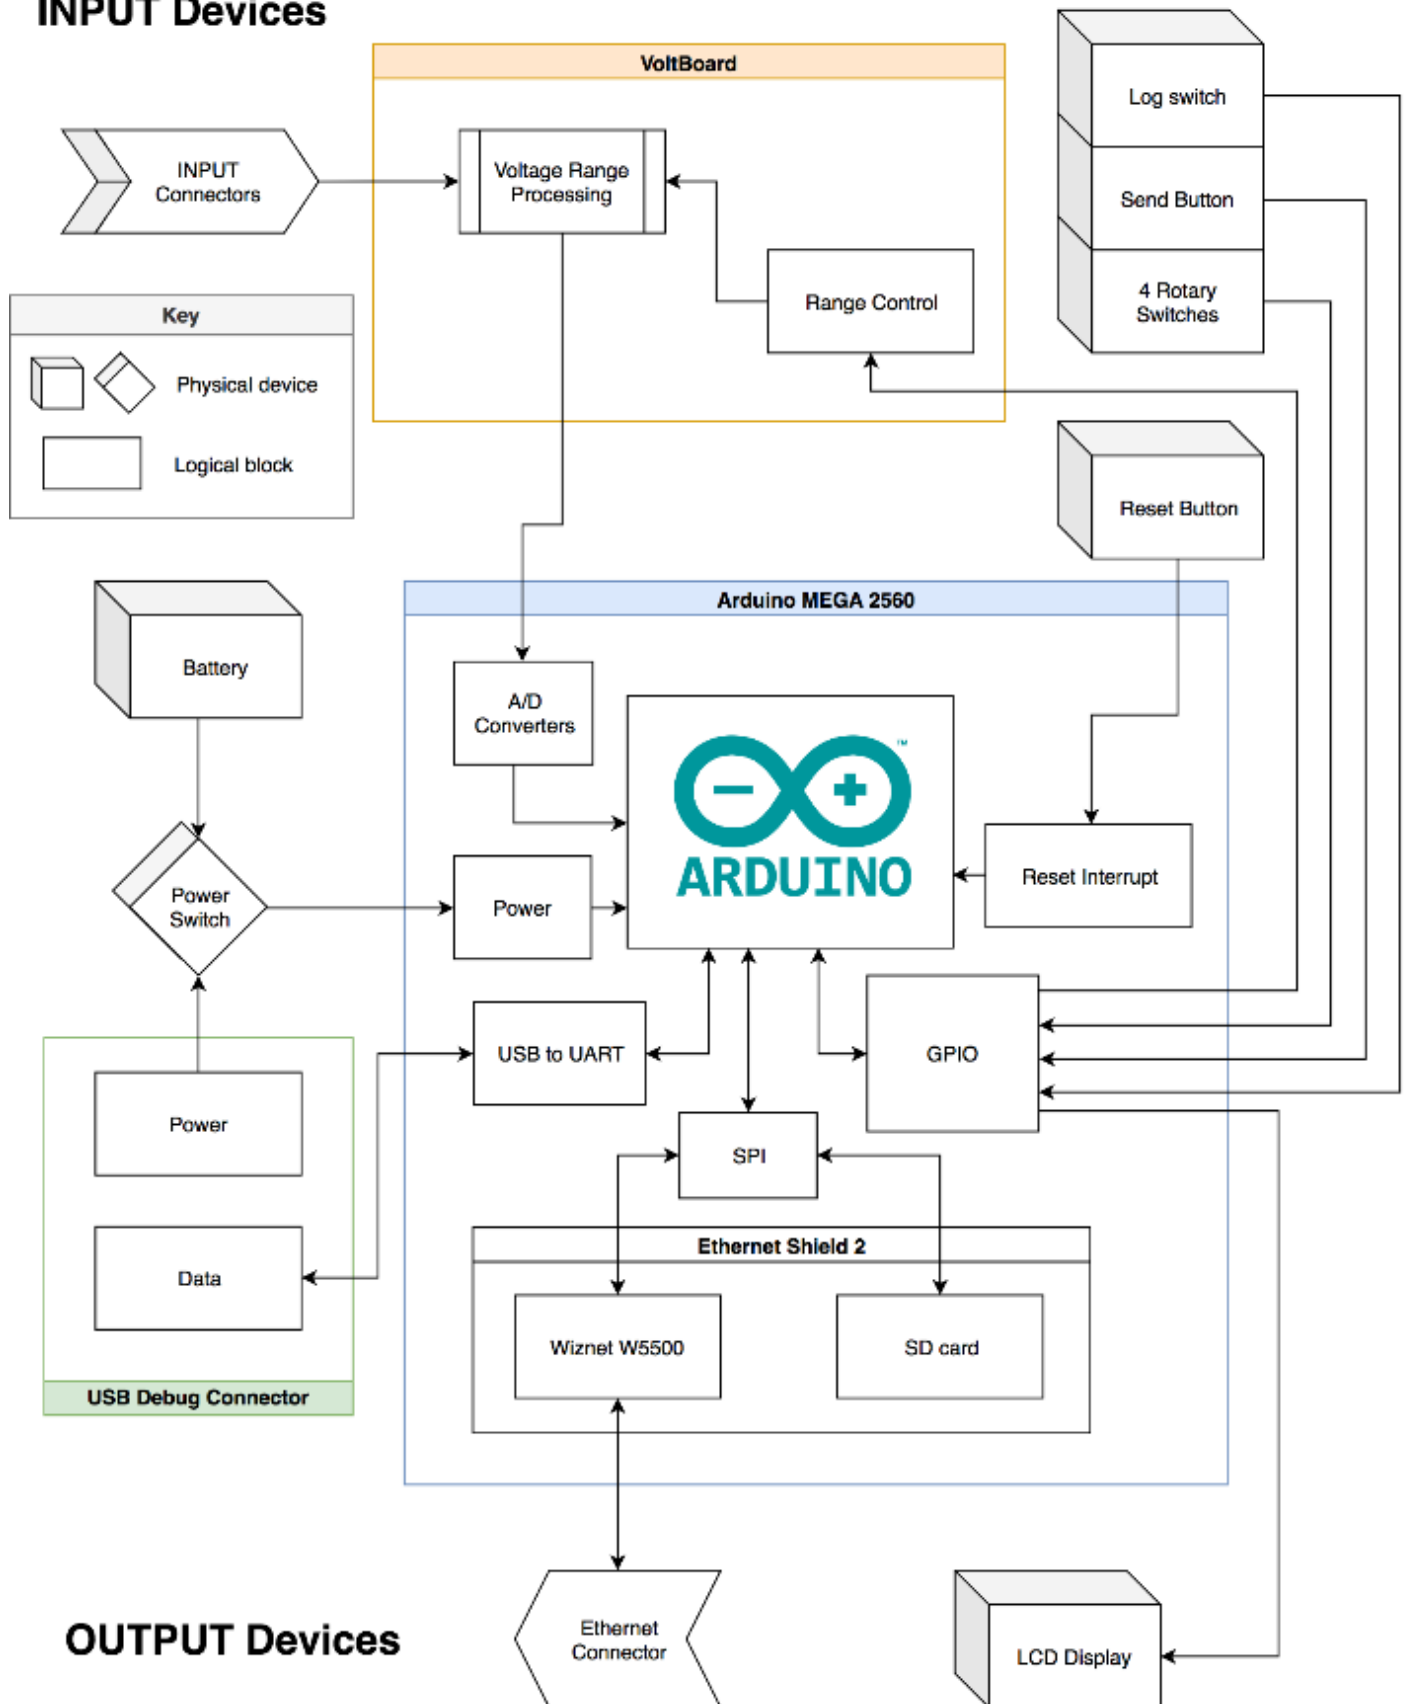 INPUT Devices
VoltBoard
Log switch
INPUT
Connectors
Voltage Range
Processing
Send Button
Range Control
4 Rotary
Switches
Key
Physical device
Logical block
Reset Button
Arduino MEGA 2560
Battery
A/D
Converters
™
ARDUINO
Reset Interrupt
Power
Switch
Power
USB to UART
GPIO
Power
SPI
Ethernet Shield 2
Data
Wiznet W5500
SD card
USB Debug Connector
OUTPUT Devices
Ethernet
Connector
LCD Display